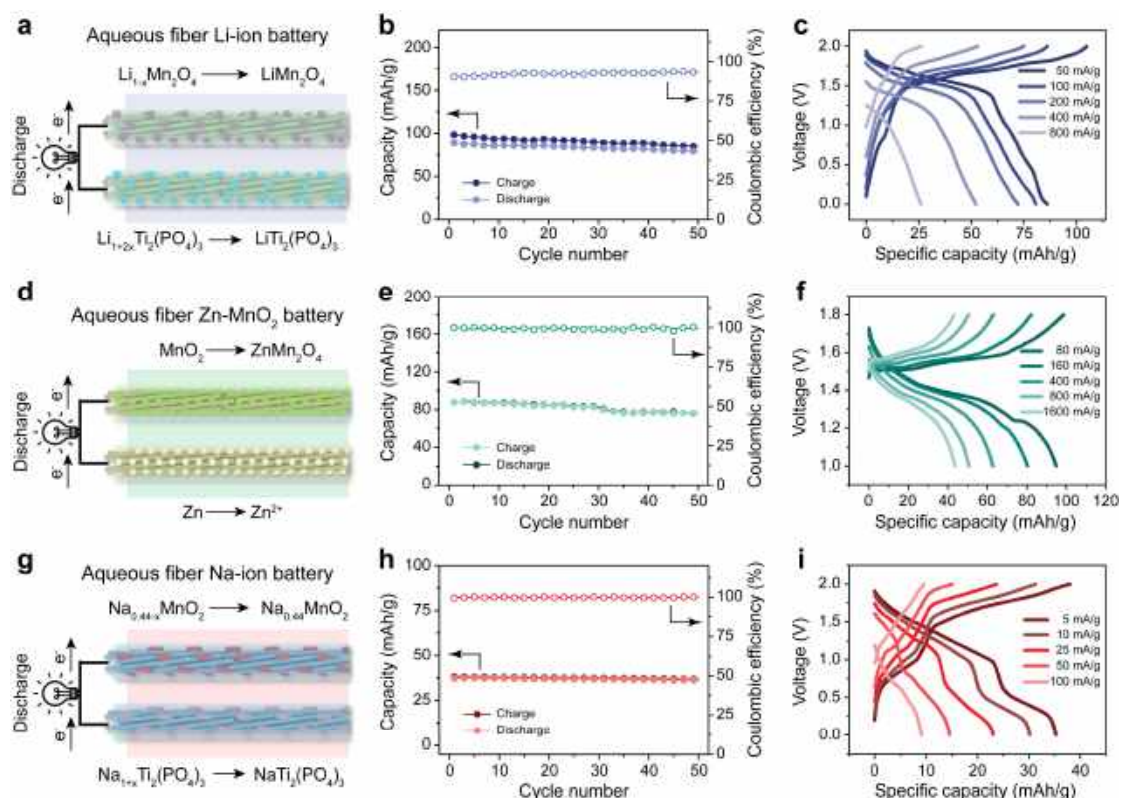 a
Aqueous fiber Li-ion battery
Li1-xMn2O4 → LiMn2O4
Discharge
e-
e-
Li1+2xTi2(PO4)3 → LiTi2(PO4)3
b
200
175
150
125
100
75
50
25
0
Capacity (mAh/g)
100
75
50
25
0
Coulombic efficiency (%)
Charge
Discharge
0 10 20 30 40 50
Cycle number
c
2.0
1.5
1.0
0.5
0.0
Voltage (V)
50 mA/g
100 mA/g
200 mA/g
400 mA/g
800 mA/g
0 25 50 75 100
Specific capacity (mAh/g)
d
Aqueous fiber Zn-MnO2 battery
MnO2 → ZnMn2O4
Discharge
e-
e-
Zn → Zn2+
e
200
160
120
80
40
0
Capacity (mAh/g)
100
75
50
25
0
Coulombic efficiency (%)
Charge
Discharge
0 10 20 30 40 50
Cycle number
f
1.8
1.6
1.4
1.2
1.0
Voltage (V)
80 mA/g
160 mA/g
400 mA/g
800 mA/g
1600 mA/g
0 20 40 60 80 100 120
Specific capacity (mAh/g)
g
Aqueous fiber Na-ion battery
Na0.44-xMnO2 → Na0.44MnO2
Discharge
e-
e-
Na1+xTi2(PO4)3 → NaTi2(PO4)3
h
100
75
50
25
0
Capacity (mAh/g)
100
75
50
25
0
Coulombic efficiency (%)
Charge
Discharge
0 10 20 30 40 50
Cycle number
i
2.0
1.5
1.0
0.5
0.0
Voltage (V)
5 mA/g
10 mA/g
25 mA/g
50 mA/g
100 mA/g
0 10 20 30 40
Specific capacity (mAh/g)